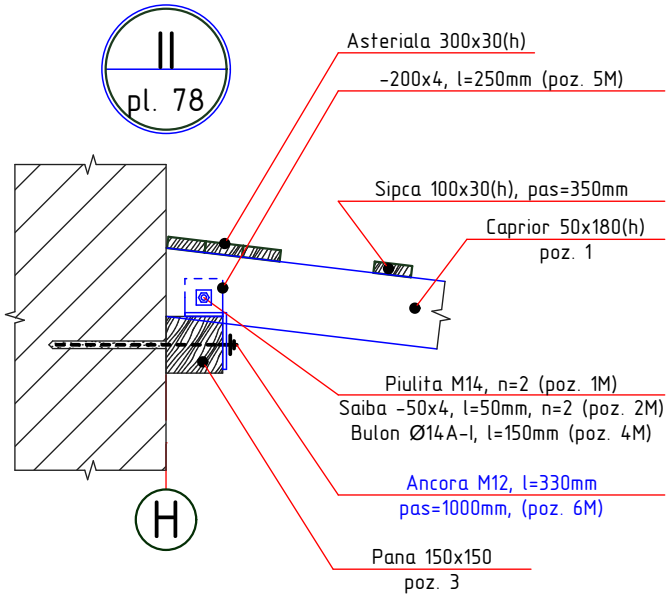 II
pl. 78
Asteriala 300x30(h)
-200x4, l=250mm (poz. 5M)
Sipca 100x30(h), pas=350mm
Caprior 50x180(h)
poz. 1
Piulita M14, n=2 (poz. 1M)
Saiba -50x4, l=50mm, n=2 (poz. 2M)
Bulon Ø14A-I, l=150mm (poz. 4M)
Ancora M12, l=330mm
pas=1000mm, (poz. 6M)
H
Pana 150x150
poz. 3